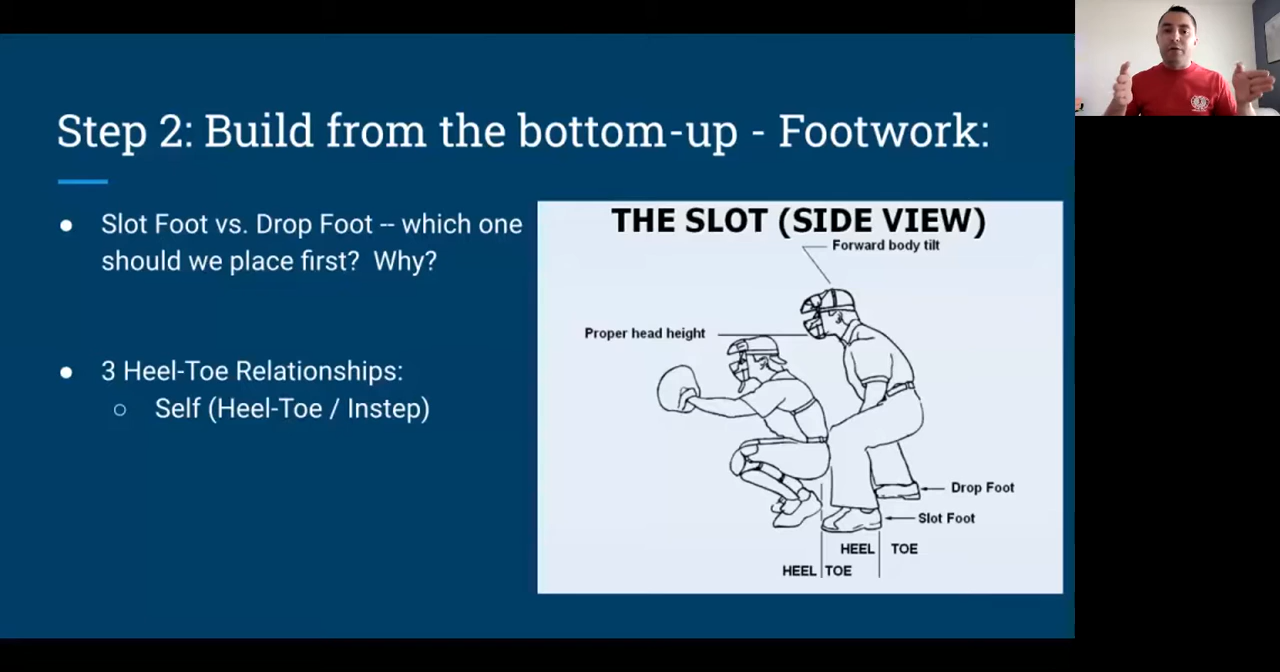 Step 2: Build from the bottom-up - Footwork:
● Slot Foot vs. Drop Foot -- which one
should we place first? Why?
● 3 Heel-Toe Relationships:
○ Self (Heel-Toe / Instep)
THE SLOT (SIDE VIEW)
Forward body tilt
Proper head height
Drop Foot
Slot Foot
HEEL TOE
HEEL TOE